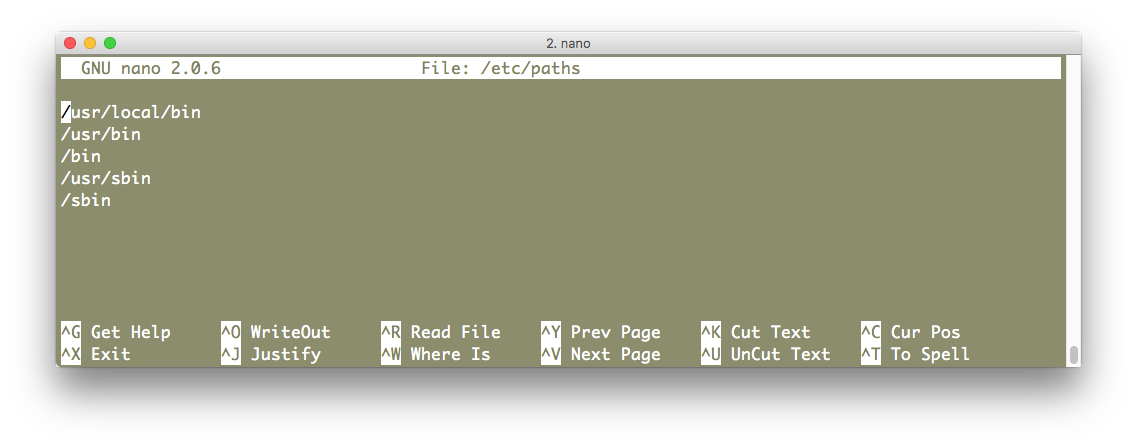 2. nano
GNU nano 2.0.6 File: /etc/paths
/usr/local/bin
/usr/bin
/bin
/usr/sbin
/sbin
^G Get Help ^O WriteOut ^R Read File ^Y Prev Page ^K Cut Text ^C Cur Pos
^X Exit ^J Justify ^W Where Is ^V Next Page ^U UnCut Text ^T To Spell